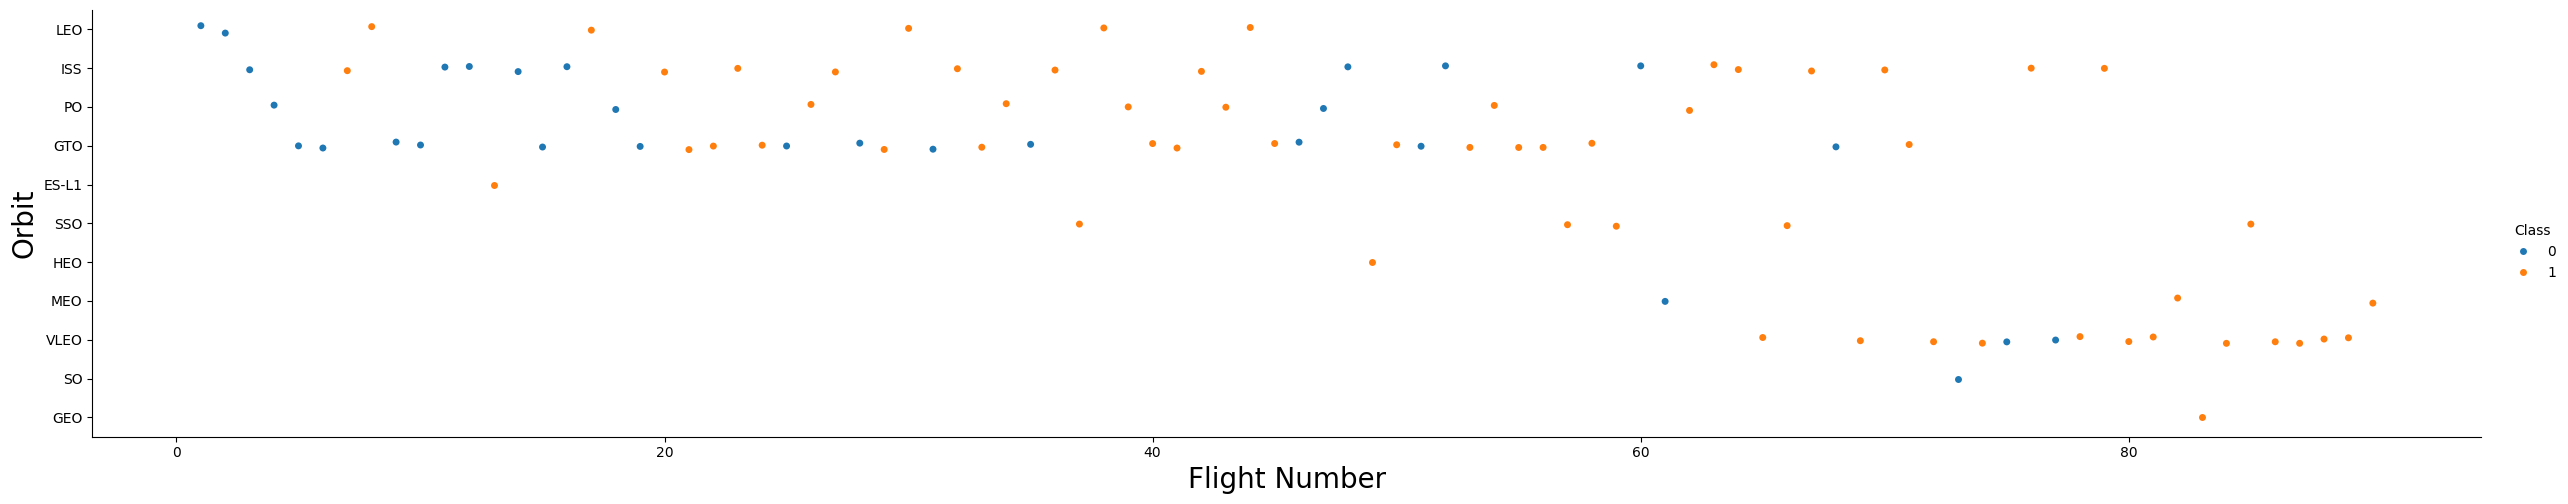 LEO
ISS
PO
GTO
ES-L1
SSO
HEO
MEO
VLEO
SO
GEO
Orbit
0 20 40 60 80
Flight Number
Class
0
1